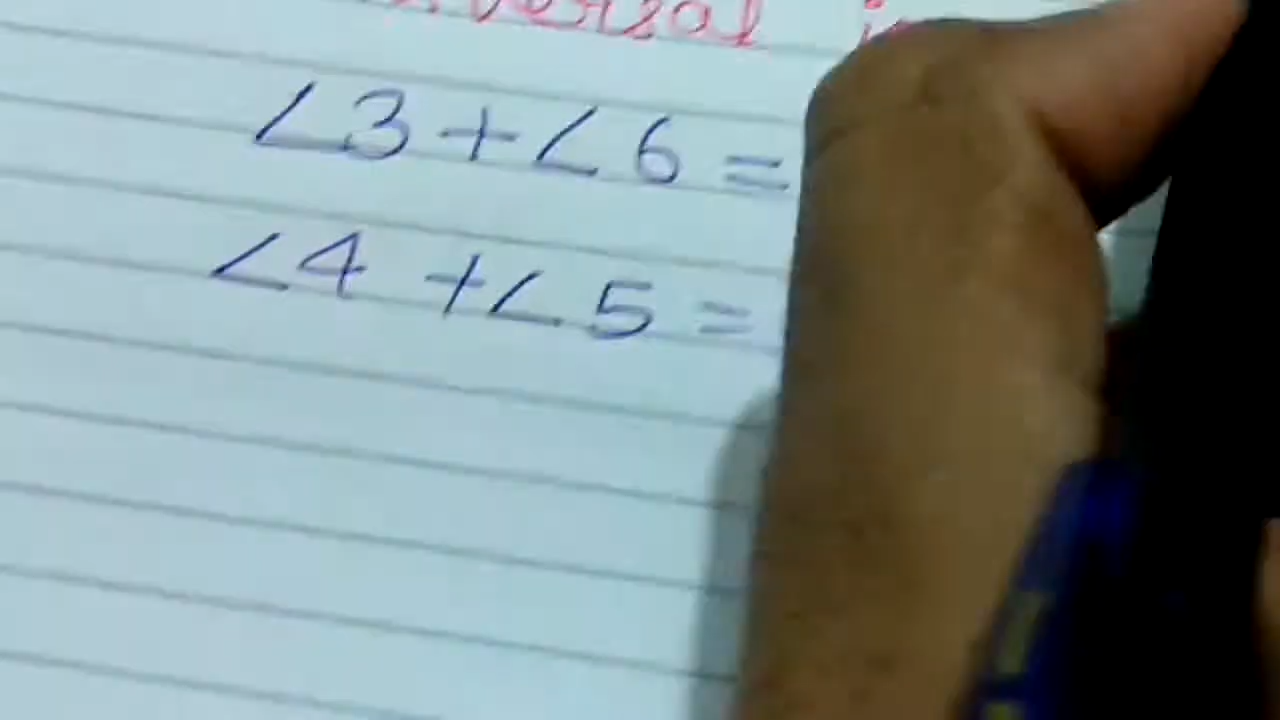 ∠3 + ∠6 =
∠4 + ∠5 =